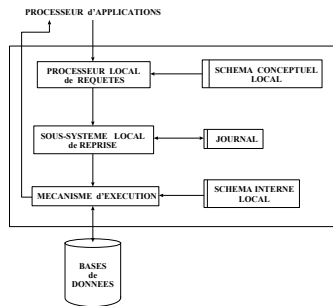 PROCESSEUR d'APPLICATIONS
PROCESSEUR LOCAL
de REQUETES
SCHEMA CONCEPTUEL
LOCAL
SOUS-SYSTEME LOCAL
de REPRISE
JOURNAL
MECANISME d'EXECUTION
SCHEMA INTERNE
LOCAL
BASES
de
DONNEES